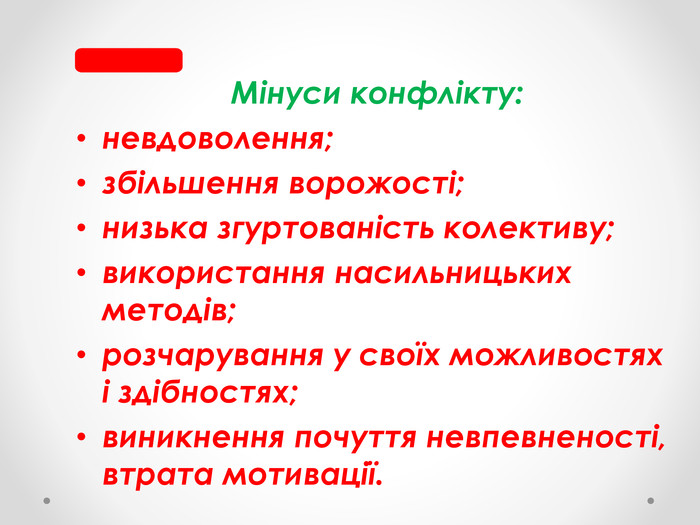 Мінуси конфлікту:
• невдоволення;
• збільшення ворожості;
• низька згуртованість колективу;
• використання насильницьких
методів;
• розчарування у своїх можливостях
і здібностях;
• виникнення почуття невпевненості,
втрата мотивації.